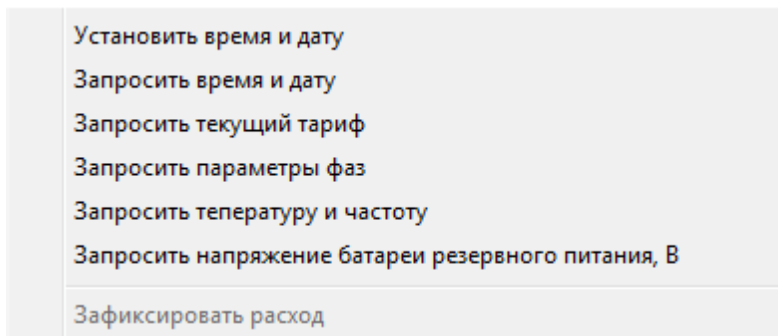 Установить время и дату
Запросить время и дату
Запросить текущий тариф
Запросить параметры фаз
Запросить теператур­у и частоту
Запросить напряжение батареи резервного питания, В
Зафиксировать расход